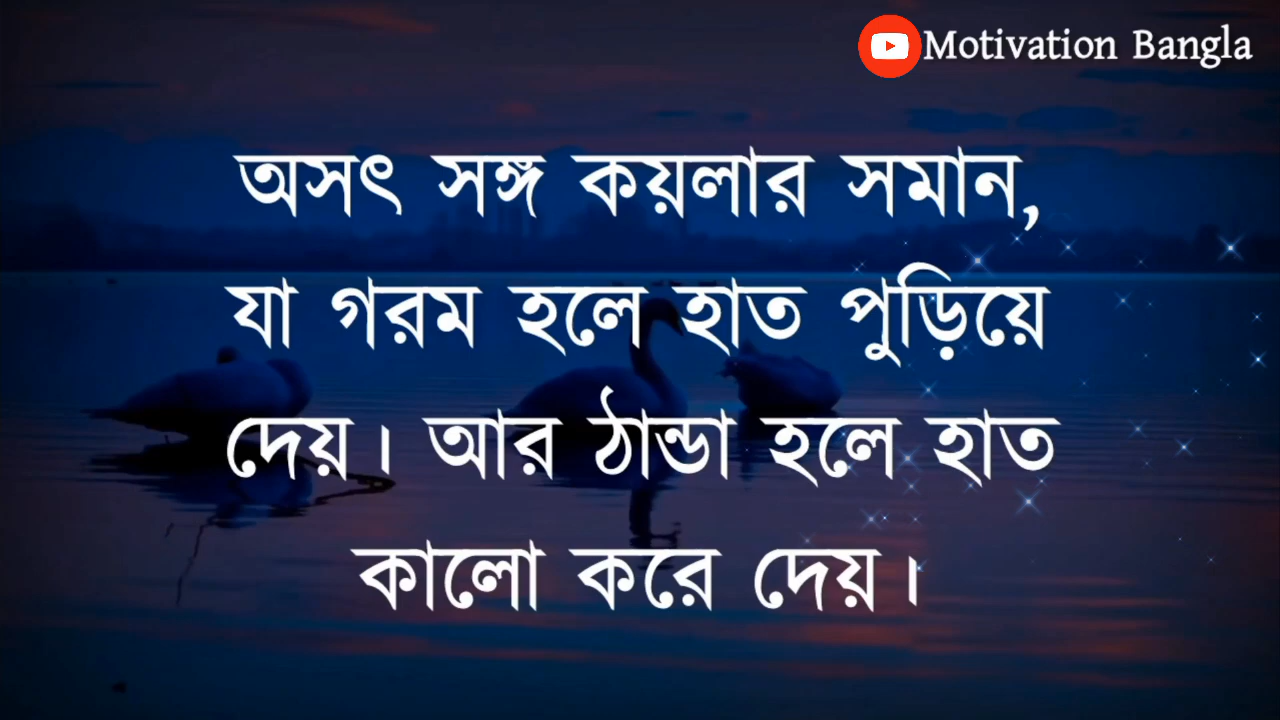 Motivation Bangla
অসৎ সঙ্গ কয়লার সমান,
যা গরম হলে হাত পুড়িয়ে
দেয়। আর ঠান্ডা হলে হাত
কালো করে দেয়।